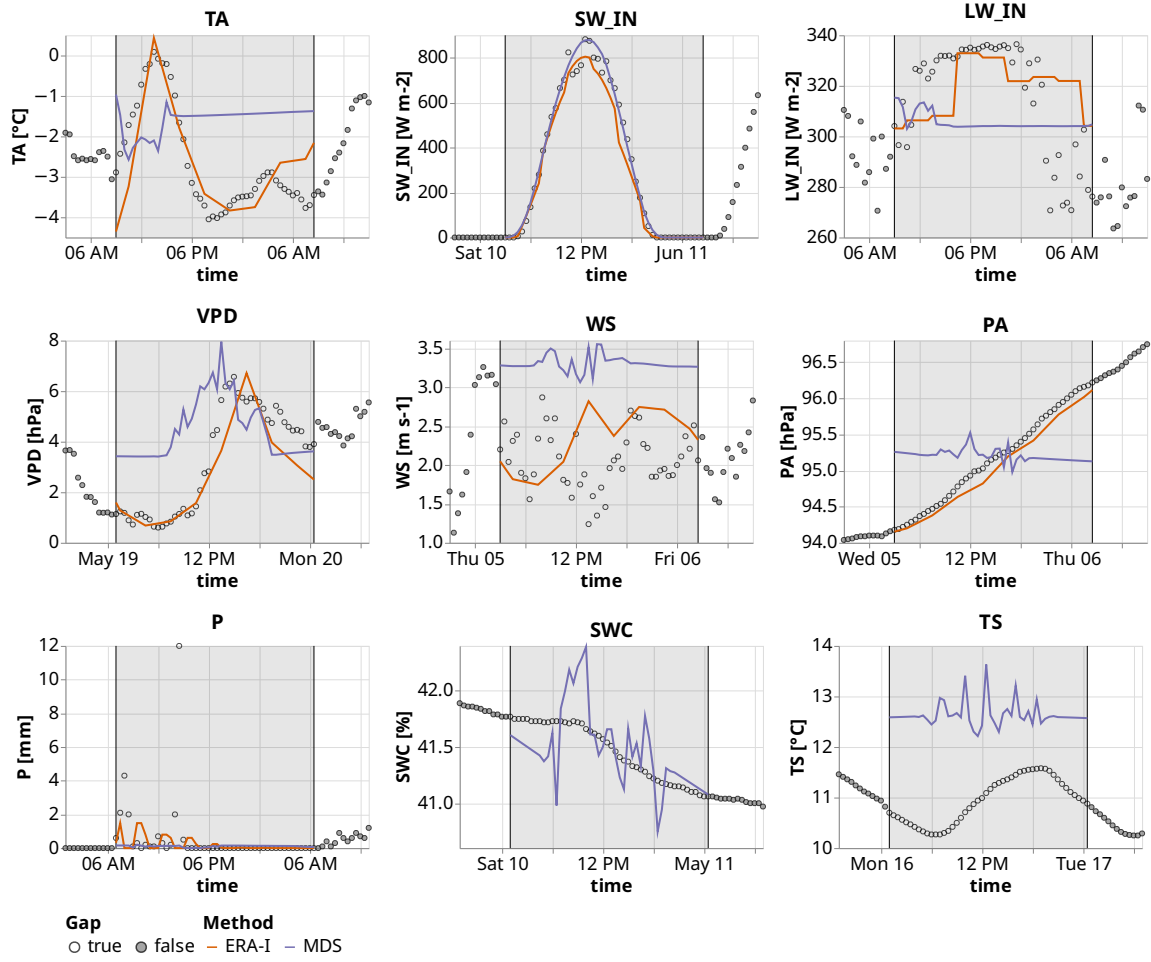 TA
0
−1
−2
−3
−4
TA [°C]
06 AM
06 PM
06 AM
time
SW_IN
800
600
400
200
0
SW_IN [W m-2]
Sat 10
12 PM
Jun 11
time
LW_IN
340
320
300
280
260
LW_IN [W m-2]
06 AM
06 PM
06 AM
time
VPD
8
6
4
2
0
VPD [hPa]
May 19
12 PM
Mon 20
time
WS
3.5
3.0
2.5
2.0
1.5
1.0
WS [m s-1]
Thu 05
12 PM
Fri 06
time
PA
96.5
96.0
95.5
95.0
94.5
94.0
PA [hPa]
Wed 05
12 PM
Thu 06
time
P
12
10
8
6
4
2
0
P [mm]
06 AM
06 PM
06 AM
time
SWC
42.0
41.5
41.0
SWC [%]
Sat 10
12 PM
May 11
time
TS
14
13
12
11
10
TS [°C]
Mon 16
12 PM
Tue 17
time
Gap
true
false
Method
ERA-I
MDS